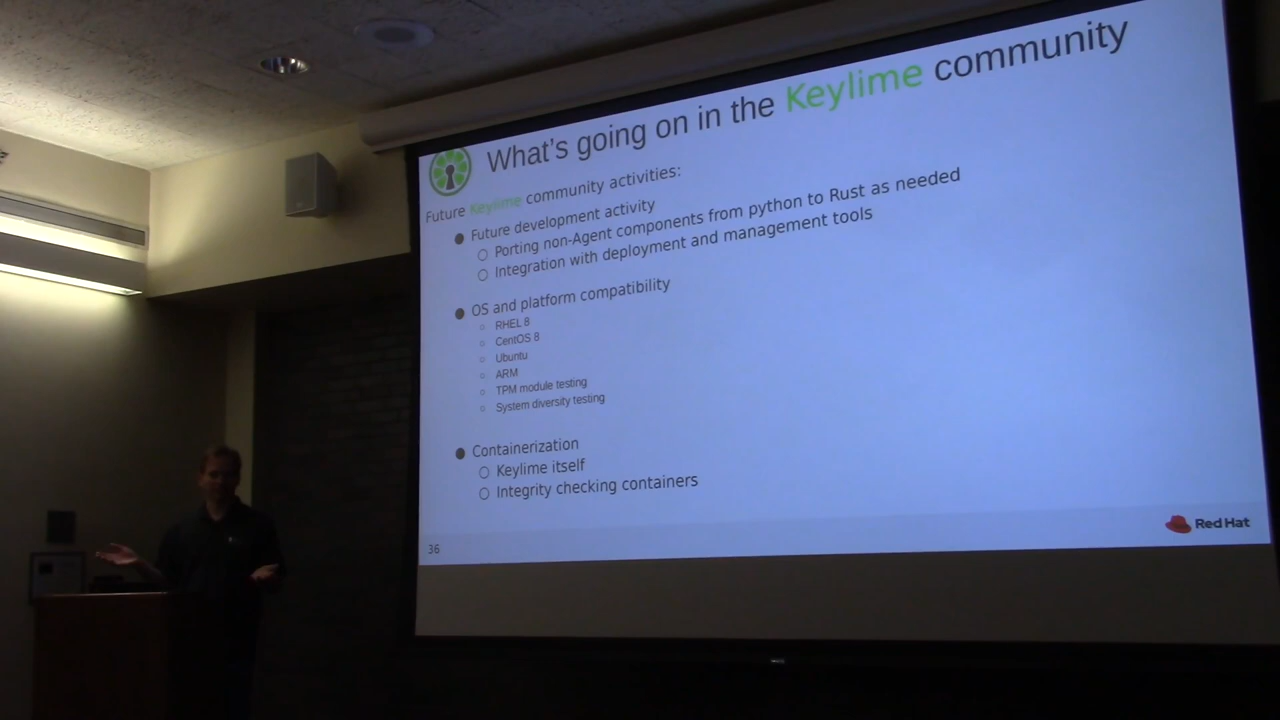 What's going on in the Keylime community
Future Keylime community activities:
Future development activity
Porting non-Agent components from python to Rust as needed
Integration with deployment and management tools
OS and platform compatibility
RHEL 8
CentOS 8
Ubuntu
ARM
TPM module testing
System diversity testing
Containerization
Keylime itself
Integrity checking containers
36
Red Hat